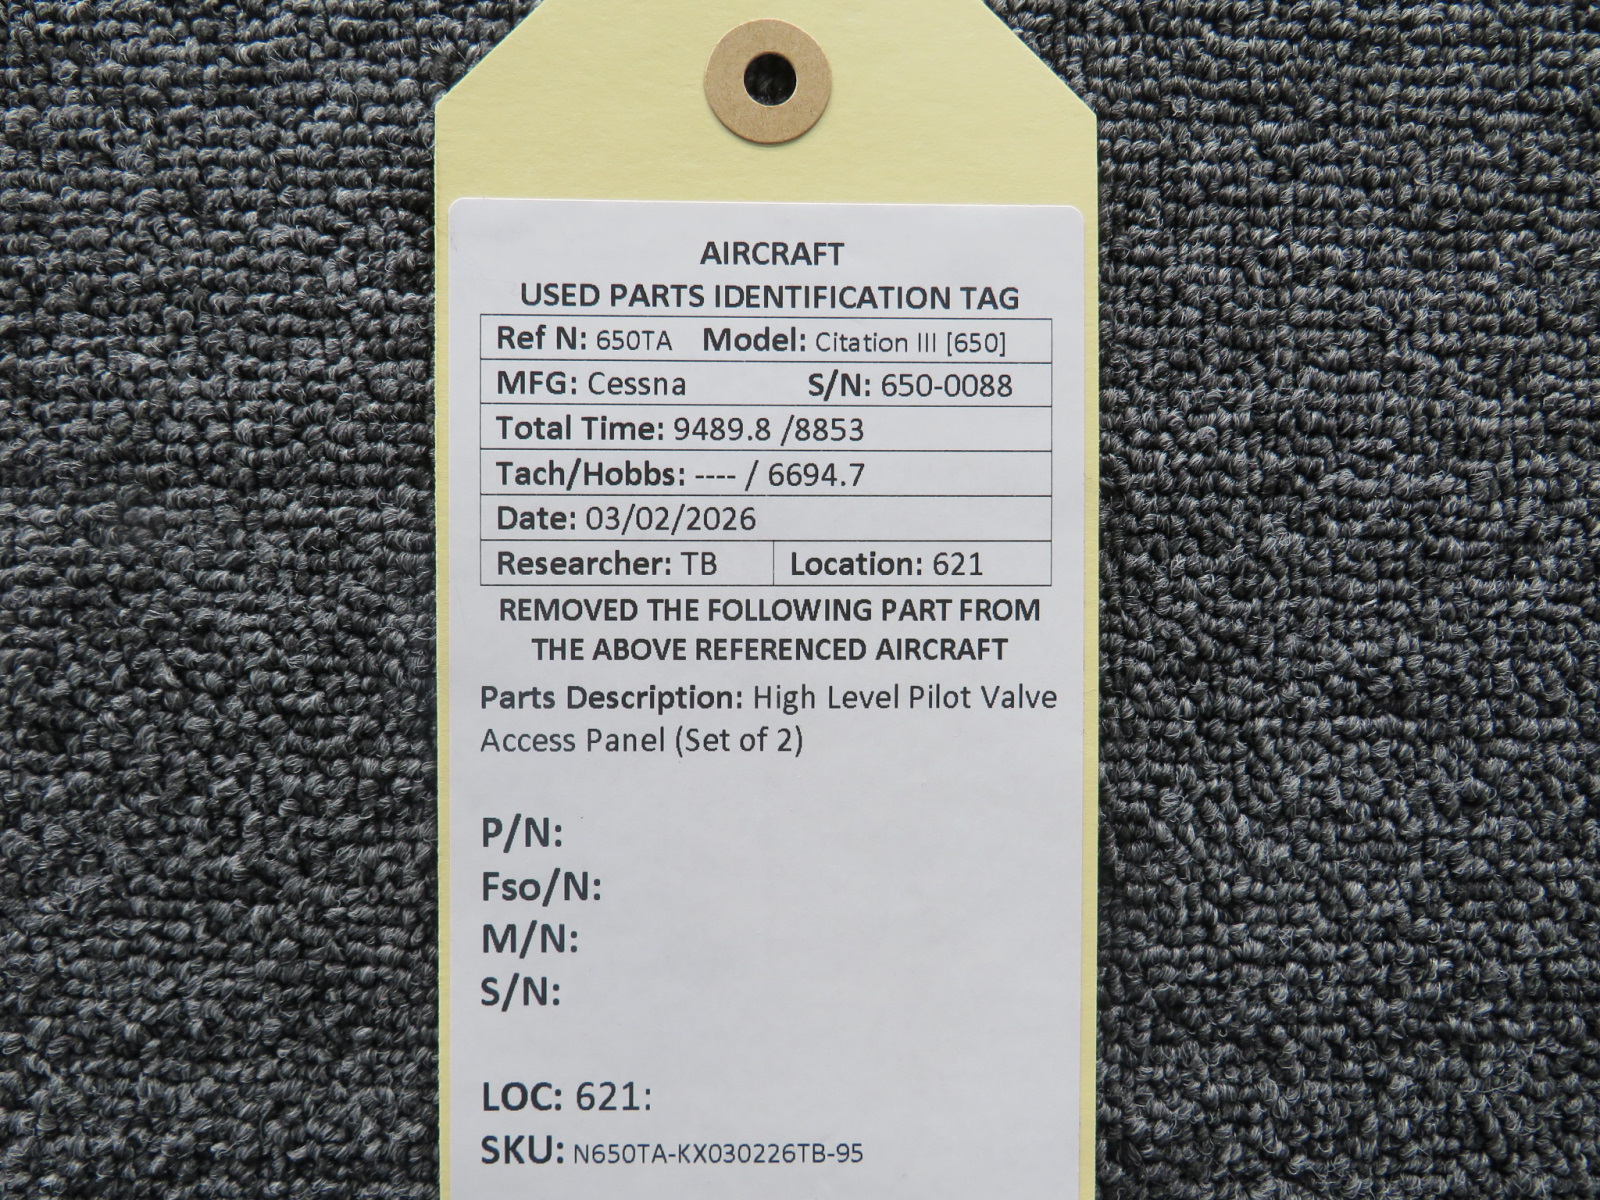 AIRCRAFT
USED PARTS IDENTIFICATION TAG
Ref N: 650TA Model: Citation III [650]
MFG: Cessna S/N: 650-0088
Total Time: 9489.8 /8853
Tach/Hobbs: ---- / 6694.7
Date: 03/02/2026
Researcher: TB Location: 621
REMOVED THE FOLLOWING PART FROM
THE ABOVE REFERENCED AIRCRAFT
Parts Description: High Level Pilot Valve
Access Panel (Set of 2)
P/N:
Fso/N:
M/N:
S/N:
LOC: 621:
SKU: N650TA-KX030226TB-95